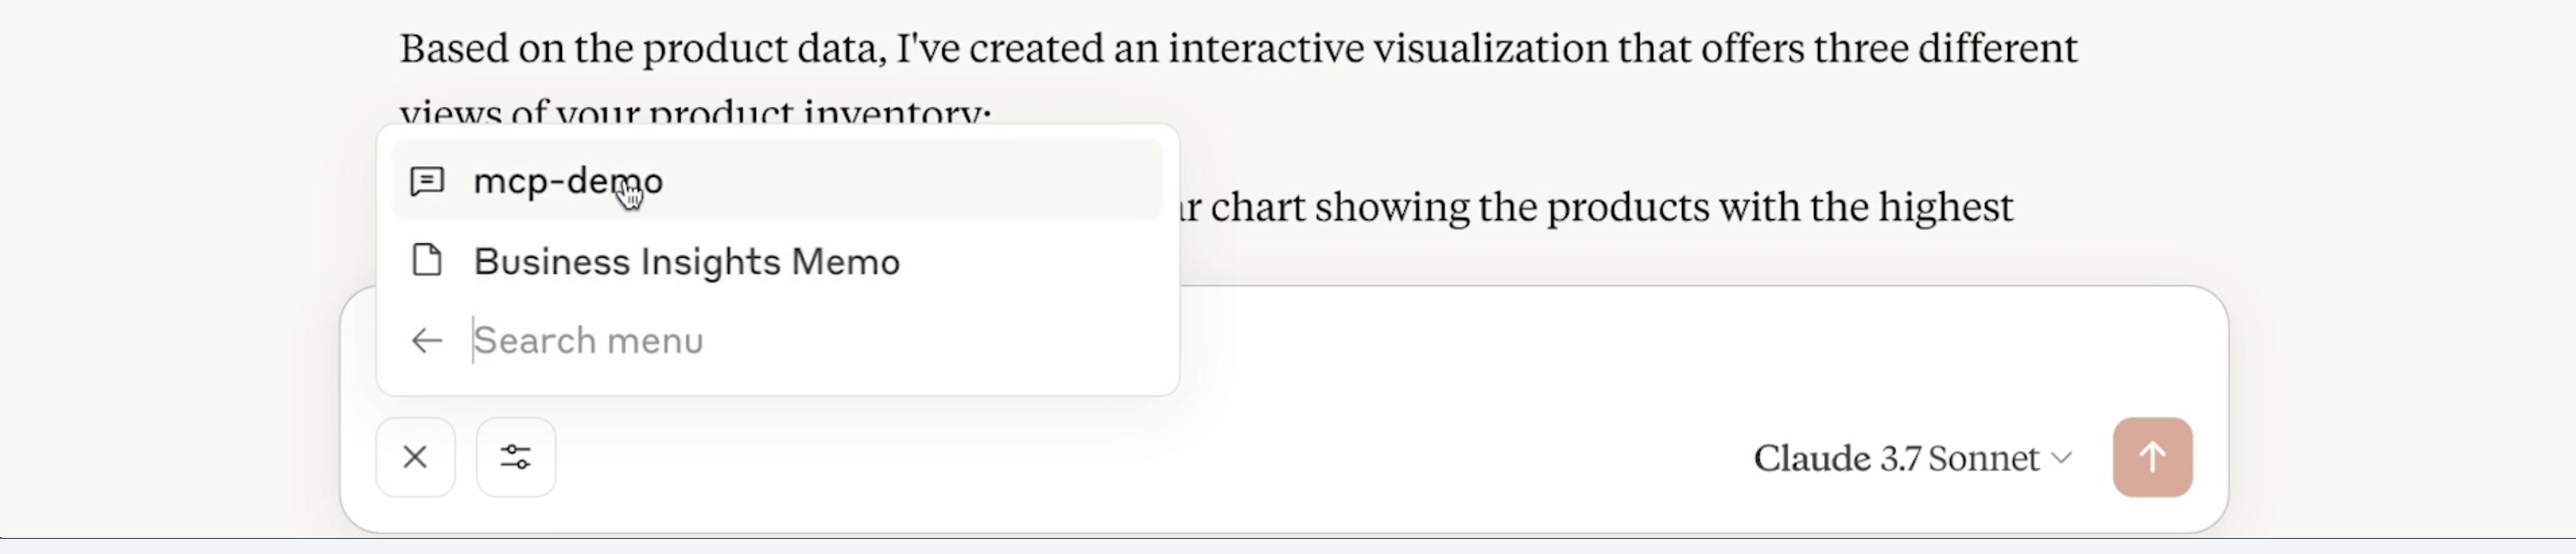 Based on the product data, I've created an interactive visualization that offers three different
views of your product inventory:
mcp-demo
chart showing the products with the highest
Business Insights Memo
Search menu
Claude 3.7 Sonnet